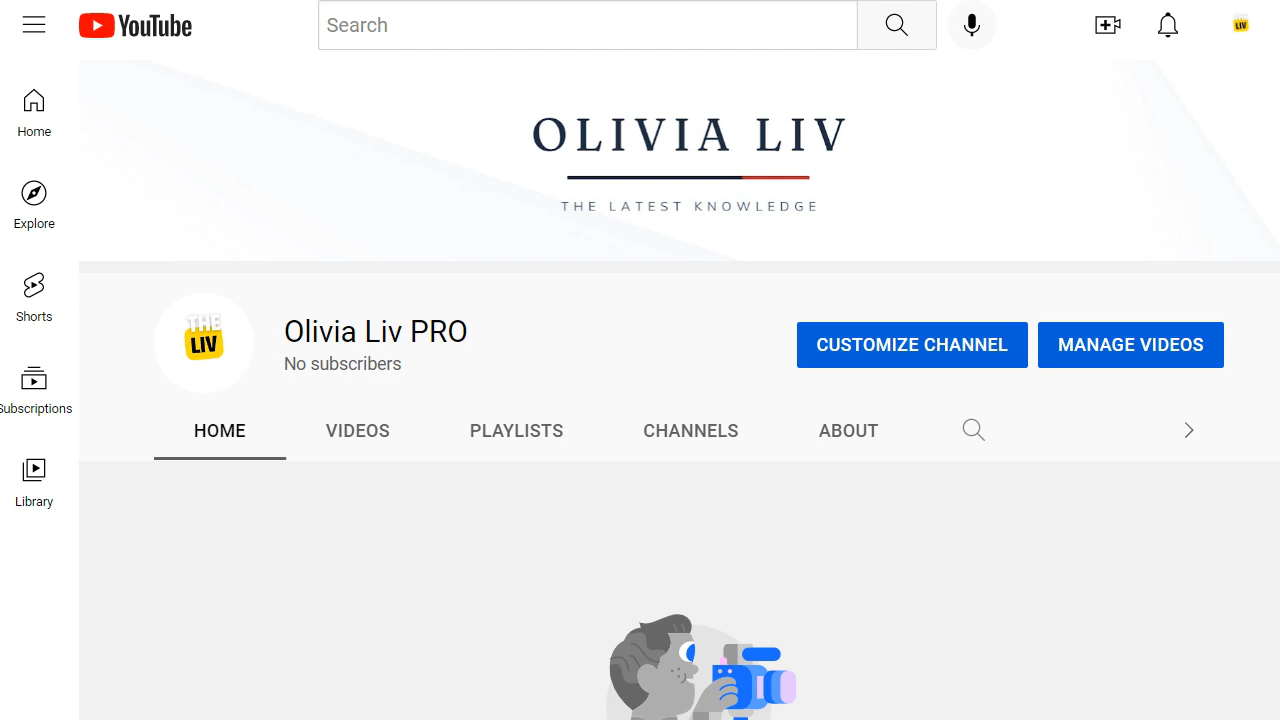 YouTube
Search
LIV
Home
Explore
Shorts
Subscriptions
Library
OLIVIA LIV
THE LATEST KNOWLEDGE
THE
LIV
Olivia Liv PRO
No subscribers
CUSTOMIZE CHANNEL
MANAGE VIDEOS
HOME VIDEOS PLAYLISTS CHANNELS ABOUT